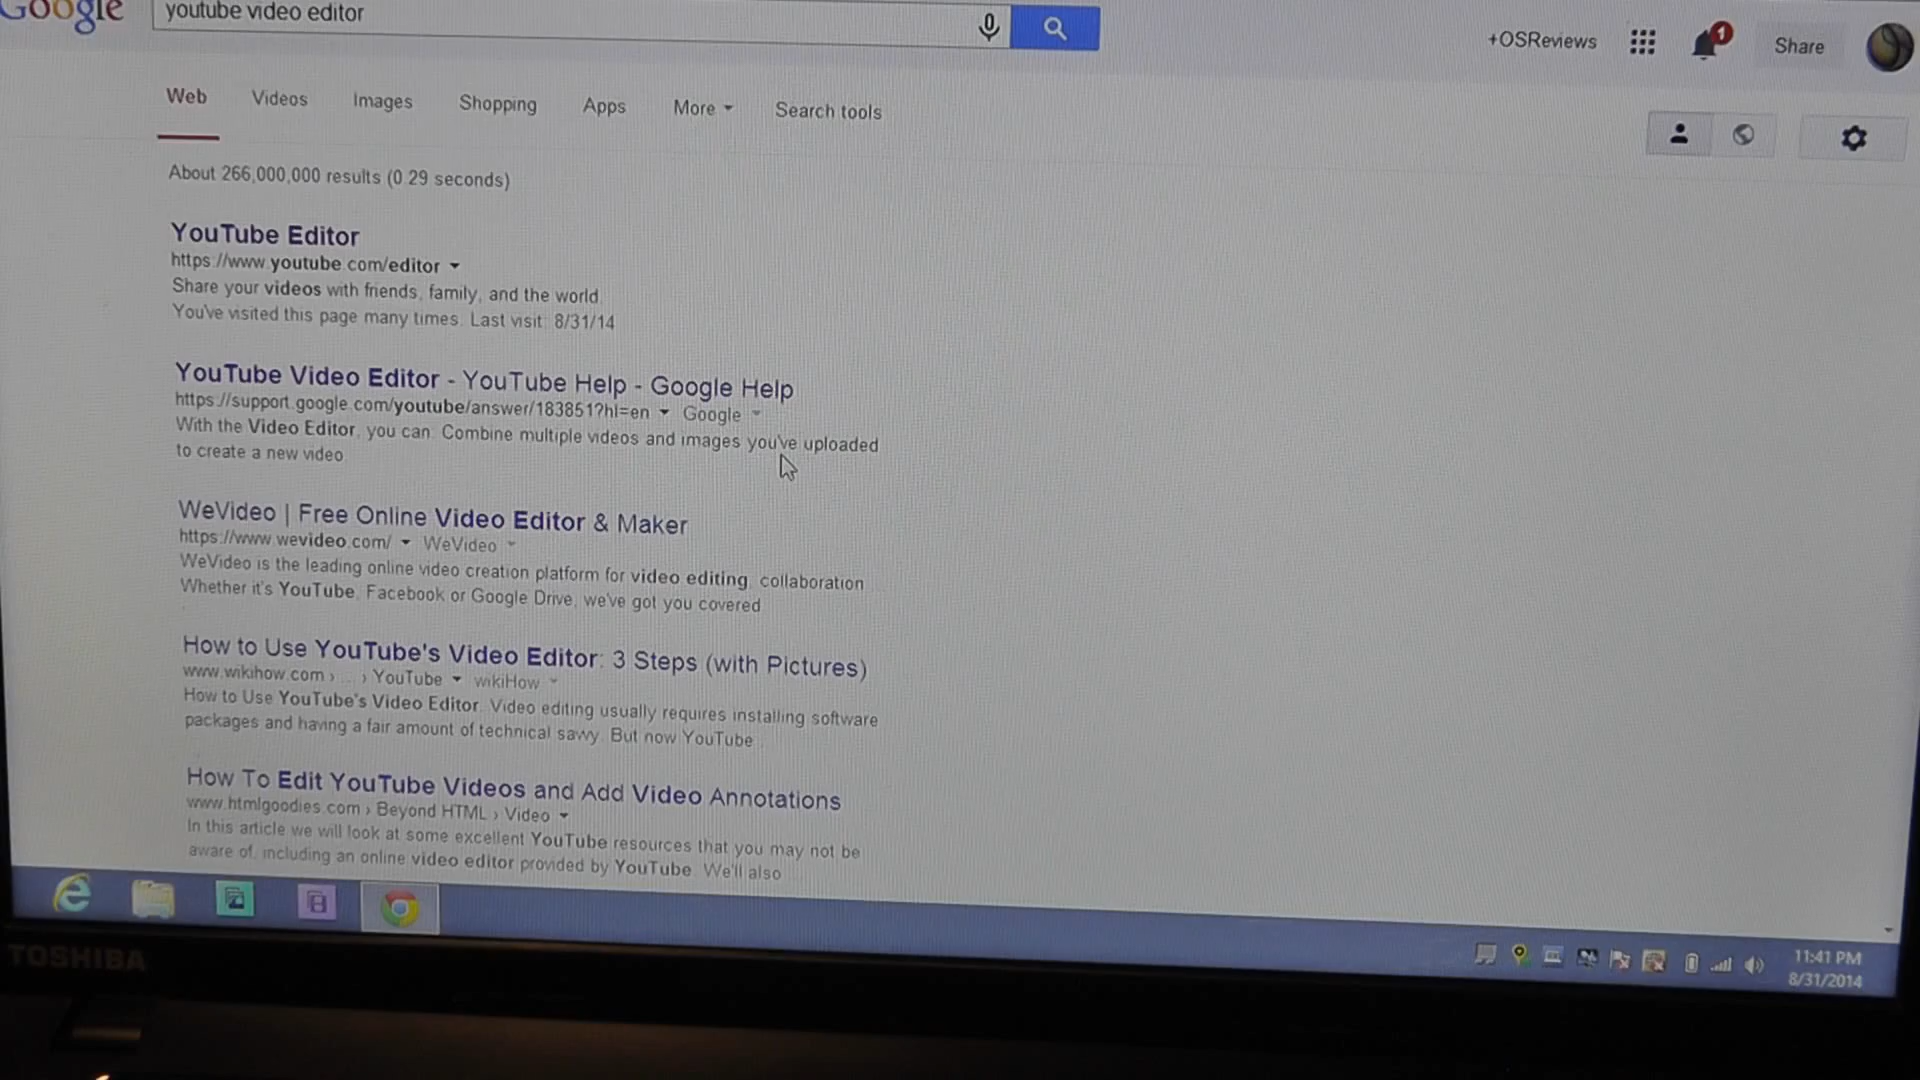 Google
youtube video editor
+OSReviews
1
Share
Web Videos Images Shopping Apps More Search tools
About 266,000,000 results (0.29 seconds)
YouTube Editor
https://www.youtube.com/editor
Share your videos with friends, family, and the world.
You've visited this page many times. Last visit: 8/31/14
YouTube Video Editor - YouTube Help - Google Help
https://support.google.com/youtube/answer/183851?hl=en Google
With the Video Editor, you can: Combine multiple videos and images you've uploaded
to create a new video.
WeVideo | Free Online Video Editor & Maker
https://www.wevideo.com/ WeVideo
WeVideo is the leading online video creation platform for video editing, collaboration
Whether it's YouTube, Facebook or Google Drive, we've got you covered
How to Use YouTube's Video Editor: 3 Steps (with Pictures)
www.wikihow.com › ... › YouTube wikiHow
How to Use YouTube's Video Editor. Video editing usually requires installing software
packages and having a fair amount of technical savvy. But now YouTube
How To Edit YouTube Videos and Add Video Annotations
www.htmlgoodies.com › Beyond HTML › Video
In this article we will look at some excellent YouTube resources that you may not be
aware of, including an online video editor provided by YouTube. We'll also
11:41 PM
8/31/2014
TOSHIBA